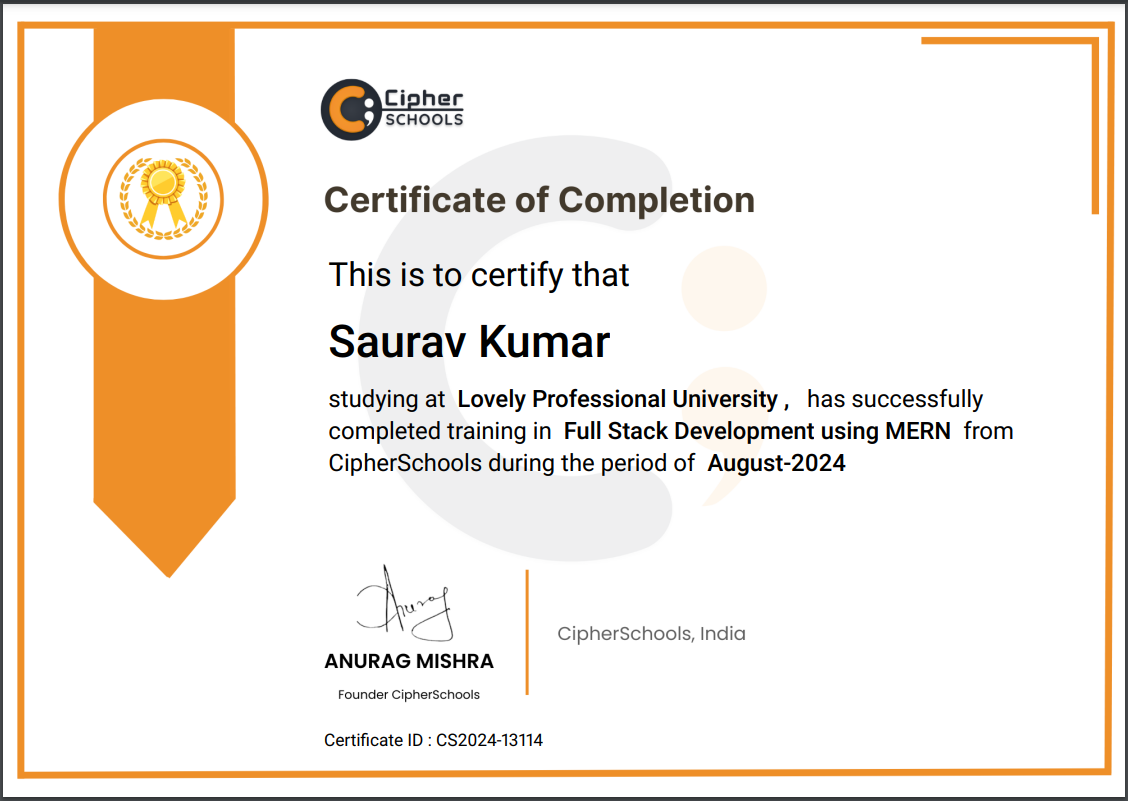 Cipher
SCHOOLS
Certificate of Completion
This is to certify that
Saurav Kumar
studying at Lovely Professional University , has successfully
completed training in Full Stack Development using MERN from
CipherSchools during the period of August-2024
Anurag
ANURAG MISHRA
Founder CipherSchools
CipherSchools, India
Certificate ID : CS2024-13114